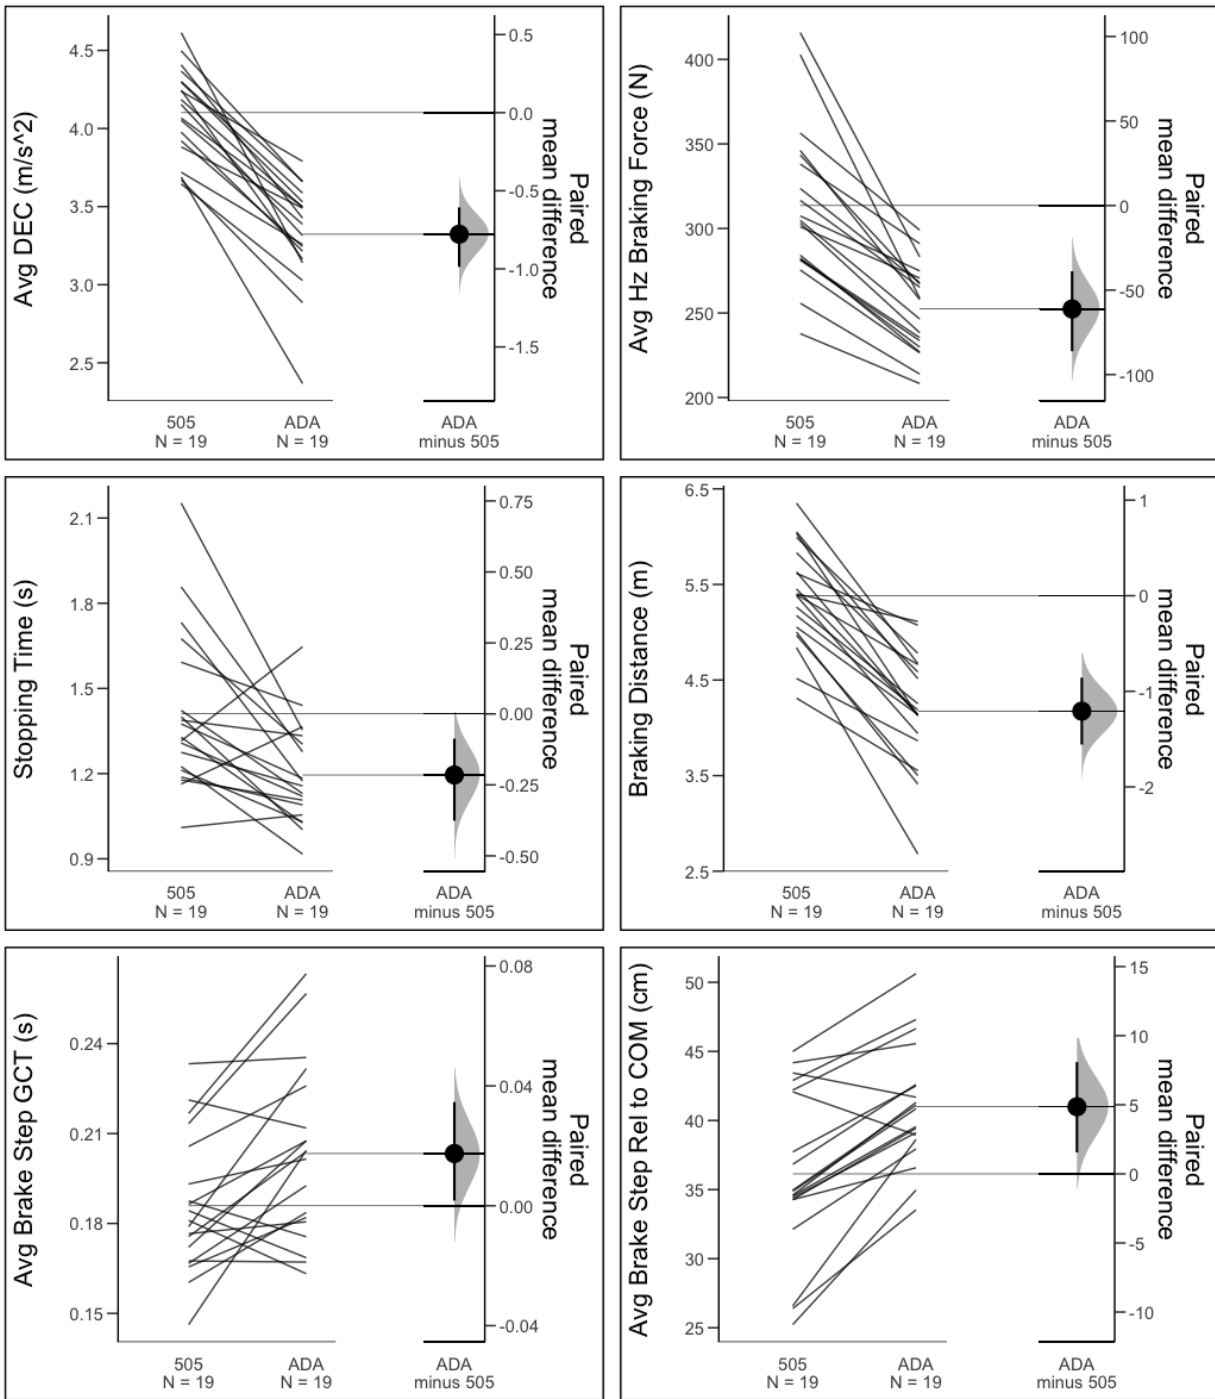 Avg DEC (m/s^2)
4.5
4.0
3.5
3.0
2.5
0.5
0.0
-0.5
-1.0
-1.5
Paired
mean difference
505
N = 19
ADA
N = 19
ADA
minus 505
Avg Hz Braking Force (N)
400
350
300
250
200
100
50
0
-50
-100
Paired
mean difference
505
N = 19
ADA
N = 19
ADA
minus 505
Stopping Time (s)
2.1
1.8
1.5
1.2
0.9
0.75
0.50
0.25
0.00
-0.25
-0.50
Paired
mean difference
505
N = 19
ADA
N = 19
ADA
minus 505
Braking Distance (m)
6.5
5.5
4.5
3.5
2.5
1
0
-1
-2
Paired
mean difference
505
N = 19
ADA
N = 19
ADA
minus 505
Avg Brake Step GCT (s)
0.24
0.21
0.18
0.15
0.08
0.04
0.00
-0.04
Paired
mean difference
505
N = 19
ADA
N = 19
ADA
minus 505
Avg Brake Step Rel to COM (cm)
50
45
40
35
30
25
15
10
5
0
-5
-10
Paired
mean difference
505
N = 19
ADA
N = 19
ADA
minus 505